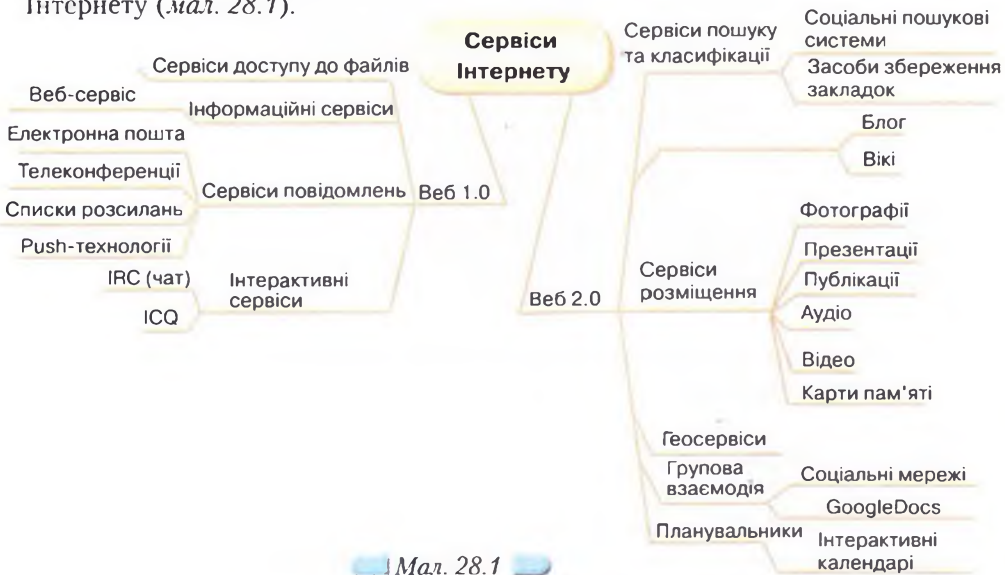 Інтернету (мал. 28.1).
Сервіси
Інтернету
Сервіси доступу до файлів
Веб-сервіс
Інформаційні сервіси
Електронна пошта
Телеконференції
Сервіси повідомлень
Веб 1.0
Списки розсилань
Push-технології
IRC (чат)
Інтерактивні
сервіси
ICQ
Сервіси пошуку
та класифікації
Соціальні пошукові
системи
Засоби збереження
закладок
Блог
Вікі
Веб 2.0
Сервіси
розміщення
Фотографії
Презентації
Публікації
Аудіо
Відео
Карти пам'яті
Геосервіси
Групова
взаємодія
Соціальні мережі
GoogleDocs
Планувальники
Інтерактивні
календарі
Мал. 28.1